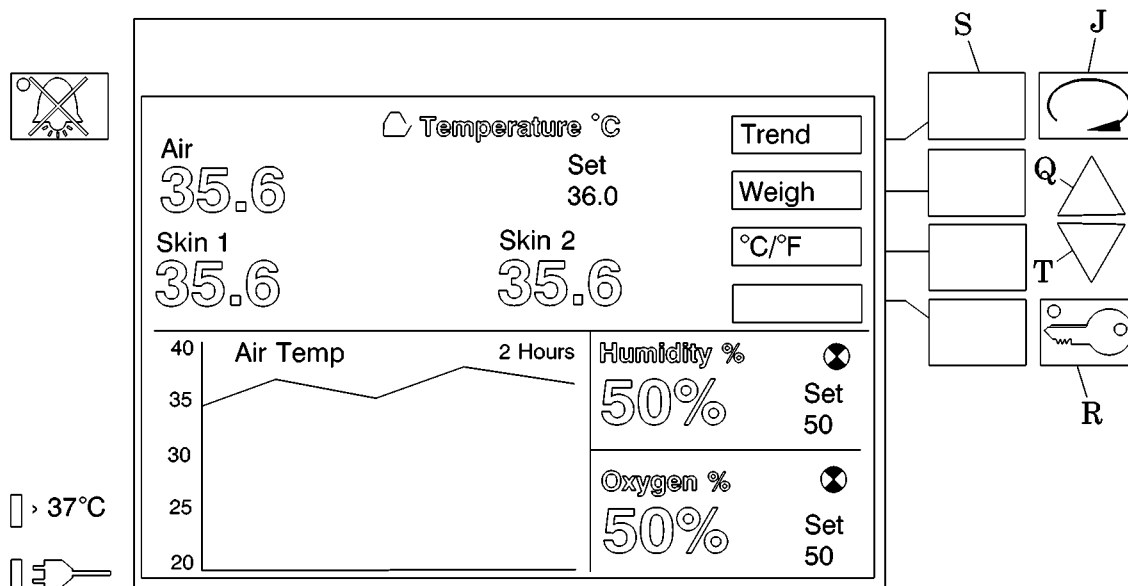 S J
Temperature °C
Trend
Air
35.6
Set
36.0
Weigh
Q
Skin 1
35.6
Skin 2
35.6
°C/°F
T
40 Air Temp 2 Hours
35
30
25
20
Humidity %
50%
Set
50
R
Oxygen %
50%
Set
50
> 37°C